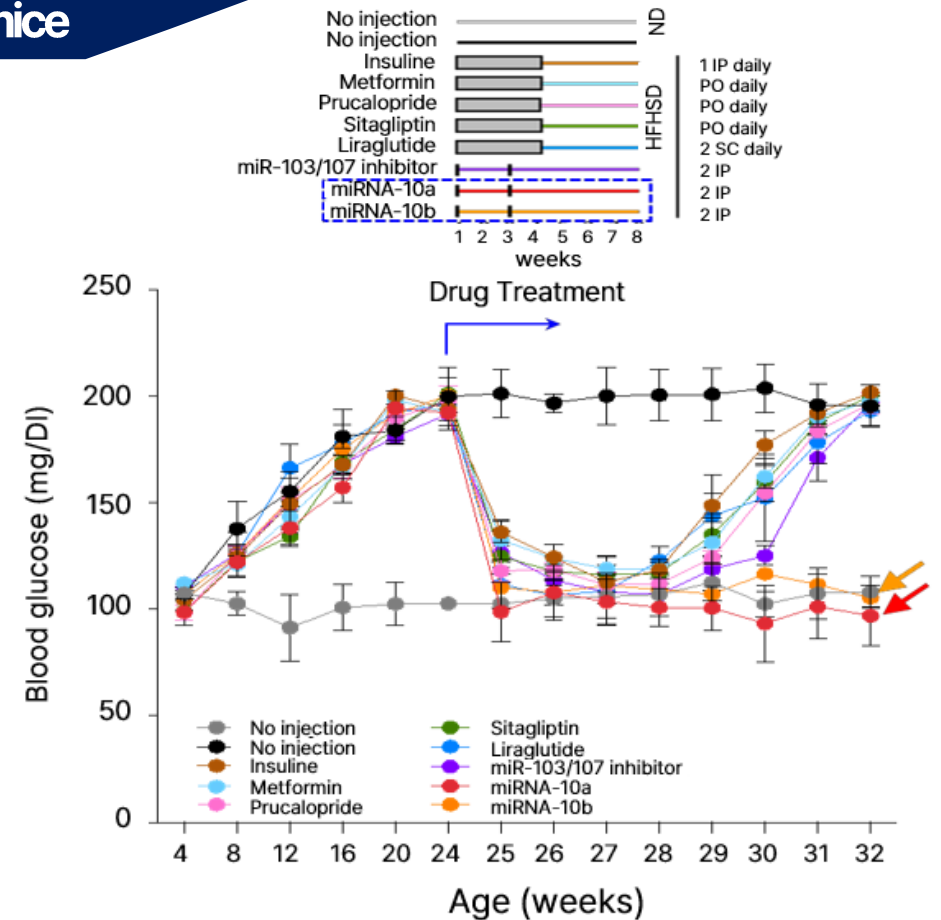 No injection
No injection
Insuline
Metformin
Prucalopride
Sitagliptin
Liraglutide
miR-103/107 inhibitor
miRNA-10a
miRNA-10b
ND
HFHSD
1 IP daily
PO daily
PO daily
PO daily
2 SC daily
2 IP
2 IP
2 IP
1 2 3 4 5 6 7 8
weeks
Drug Treatment
Blood glucose (mg/Dl)
250
200
150
100
50
0
No injection
No injection
Insuline
Metformin
Prucalopride
Sitagliptin
Liraglutide
miR-103/107 inhibitor
miRNA-10a
miRNA-10b
4 8 12 16 20 24 25 26 27 28 29 30 31 32
Age (weeks)